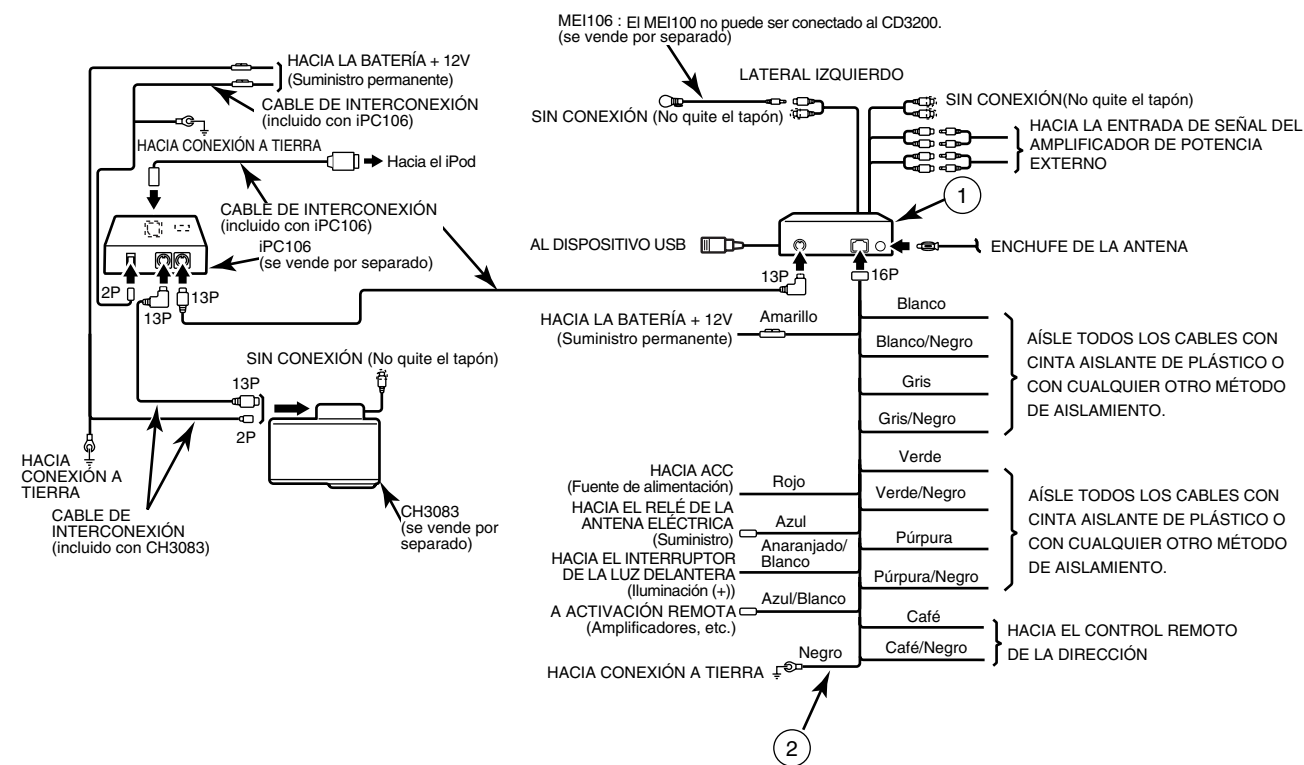 MEI106 : El MEI100 no puede ser conectado al CD3200.
(se vende por separado)
HACIA LA BATERÍA + 12V
(Suministro permanente)
CABLE DE INTERCONEXIÓN
(incluido con iPC106)
HACIA CONEXIÓN A TIERRA
Hacia el iPod
CABLE DE INTERCONEXIÓN
(incluido con iPC106)
iPC106
(se vende por separado)
2P
13P
13P
LATERAL IZQUIERDO
SIN CONEXIÓN (No quite el tapón)
SIN CONEXIÓN(No quite el tapón)
HACIA LA ENTRADA DE SEÑAL DEL
AMPLIFICADOR DE POTENCIA
EXTERNO
1
AL DISPOSITIVO USB
ENCHUFE DE LA ANTENA
13P
16P
SIN CONEXIÓN (No quite el tapón)
13P
2P
HACIA
CONEXIÓN A
TIERRA
CABLE DE
INTERCONEXIÓN
(incluido con CH3083)
CH3083
(se vende por
separado)
HACIA LA BATERÍA + 12V
(Suministro permanente)
Amarillo
HACIA ACC
(Fuente de alimentación)
Rojo
HACIA EL RELÉ DE LA
ANTENA ELÉCTRICA
(Suministro)
Azul
HACIA EL INTERRUPTOR
DE LA LUZ DELANTERA
(Iluminación (+))
Anaranjado/
Blanco
A ACTIVACIÓN REMOTA
(Amplificadores, etc.)
Azul/Blanco
HACIA CONEXIÓN A TIERRA
Negro
2
Blanco
Blanco/Negro
Gris
Gris/Negro
AÍSLE TODOS LOS CABLES CON
CINTA AISLANTE DE PLÁSTICO O
CON CUALQUIER OTRO MÉTODO
DE AISLAMIENTO.
Verde
Verde/Negro
Púrpura
Púrpura/Negro
AÍSLE TODOS LOS CABLES CON
CINTA AISLANTE DE PLÁSTICO O
CON CUALQUIER OTRO MÉTODO
DE AISLAMIENTO.
Café
Café/Negro
HACIA EL CONTROL REMOTO
DE LA DIRECCIÓN